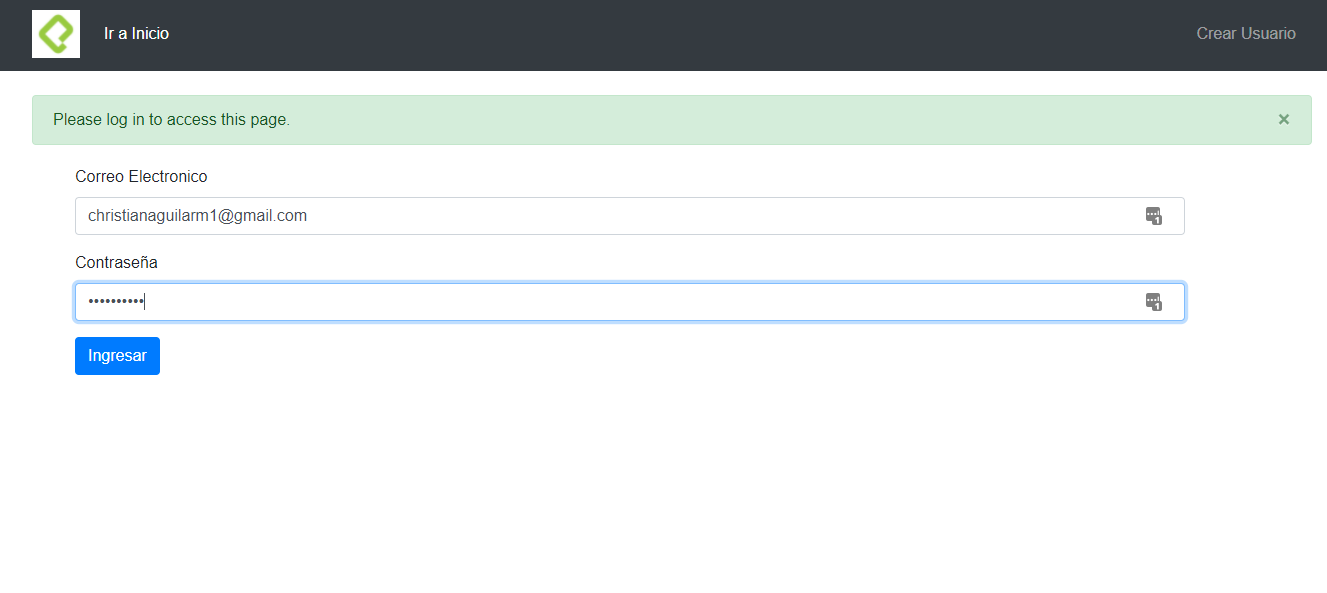 Ir a Inicio
Crear Usuario
Please log in to access this page.
×
Correo Electronico
christianaguilarm1@gmail.com
Contraseña
••••••••••
Ingresar